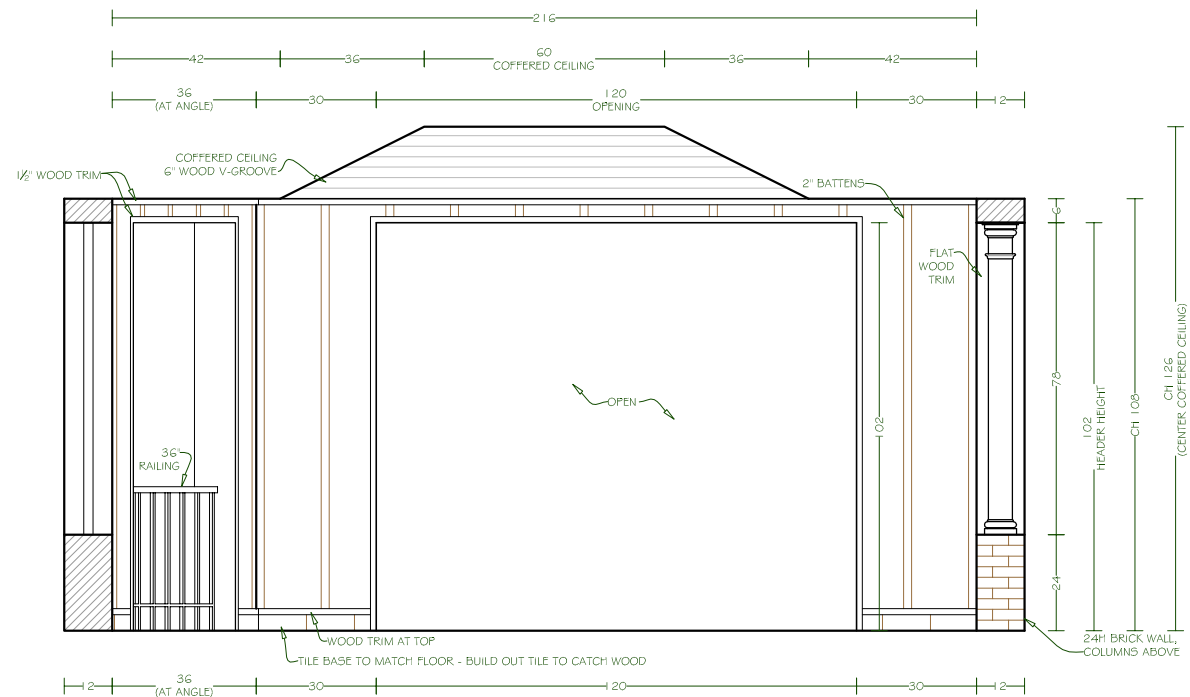 216
42
36
60
COFFERED CEILING
36
42
36
(AT ANGLE)
30
120
OPENING
30
12
COFFERED CEILING
6" WOOD V-GROOVE
1½" WOOD TRIM
2" BATTENS
6
FLAT
WOOD
TRIM
CH 126
(CENTER COFFERED CEILING)
78
OPEN
102
102
HEADER HEIGHT
CH 108
36"
RAILING
24
WOOD TRIM AT TOP
24H BRICK WALL,
COLUMNS ABOVE
TILE BASE TO MATCH FLOOR - BUILD OUT TILE TO CATCH WOOD
12
36
(AT ANGLE)
30
120
30
12